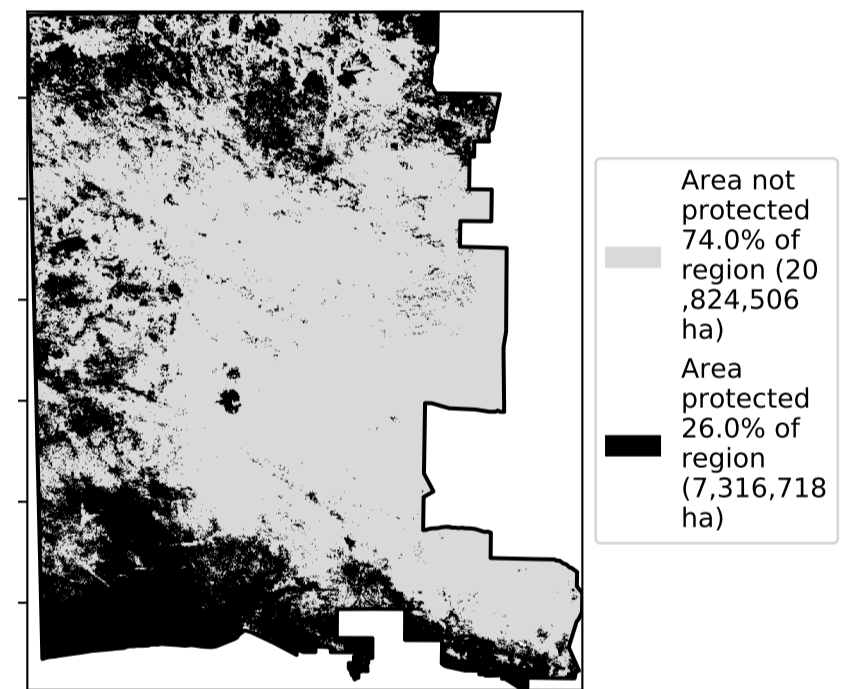 Area not
protected
74.0% of
region (20
,824,506
ha)
Area
protected
26.0% of
region
(7,316,718
ha)